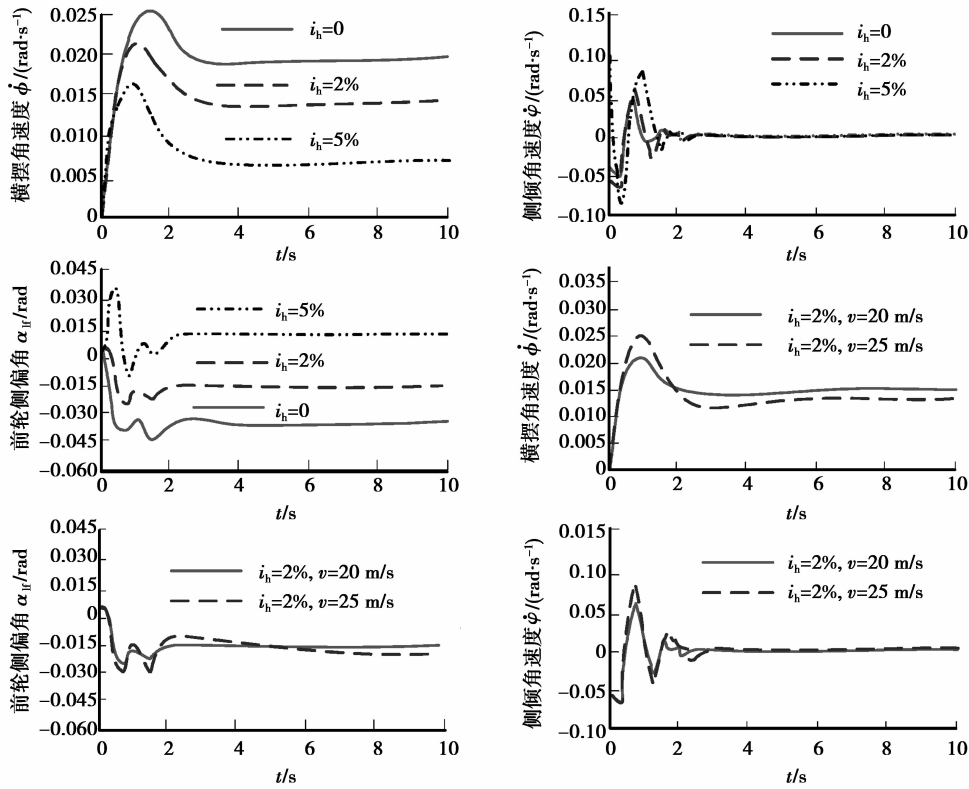 横摆角速度 ϕ̇ /(rad·s⁻¹)
0.025
0.020
0.015
0.010
0.005
0
iₕ=0
iₕ=2%
iₕ=5%
0 2 4 6 8 10
t/s
侧倾角速度 φ̇ /(rad·s⁻¹)
0.15
0.10
0.05
0
−0.05
−0.10
iₕ=0
iₕ=2%
iₕ=5%
0 2 4 6 8 10
t/s
前轮侧偏角 α_lf /rad
0.045
0.030
0.015
0
−0.015
−0.030
−0.045
−0.060
iₕ=5%
iₕ=2%
iₕ=0
0 2 4 6 8 10
t/s
横摆角速度 ϕ̇ /(rad·s⁻¹)
0.035
0.030
0.025
0.020
0.015
0.010
0.005
0
iₕ=2%, v=20 m/s
iₕ=2%, v=25 m/s
0 2 4 6 8 10
t/s
前轮侧偏角 α_lf /rad
0.045
0.030
0.015
0
−0.015
−0.030
−0.045
−0.060
iₕ=2%, v=20 m/s
iₕ=2%, v=25 m/s
0 2 4 6 8 10
t/s
侧倾角速度 φ̇ /(rad·s⁻¹)
0.015
0.10
0.05
0
−0.05
−0.10
iₕ=2%, v=20 m/s
iₕ=2%, v=25 m/s
0 2 4 6 8 10
t/s